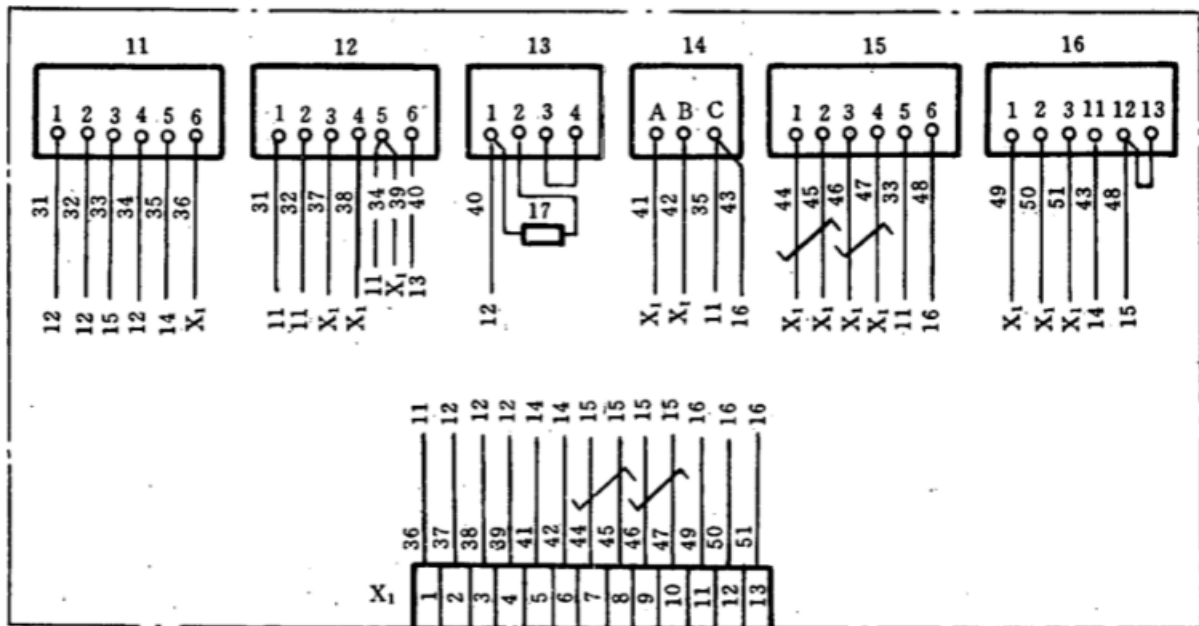 11 12 13 14 15 16
1 2 3 4 5 6 1 2 3 4 5 6 1 2 3 4 A B C 1 2 3 4 5 6 1 2 3 11 12 13
31 32 33 34 35 36 31 32 37 38 34 39 40 40 17 41 42 35 43 44 45 46 47 33 48 49 50 51 43 48
12 12 15 12 14 X₁ 11 11 X₁ X₁ 11 X₁ 13 12 X₁ X₁ 11 16 X₁ X₁ X₁ X₁ 11 16 X₁ X₁ X₁ 14 15
11 12 12 12 14 14 15 15 15 15 16 16 16
36 37 38 39 41 42 44 45 46 47 49 50 51
X₁ 1 2 3 4 5 6 7 8 9 10 11 12 13